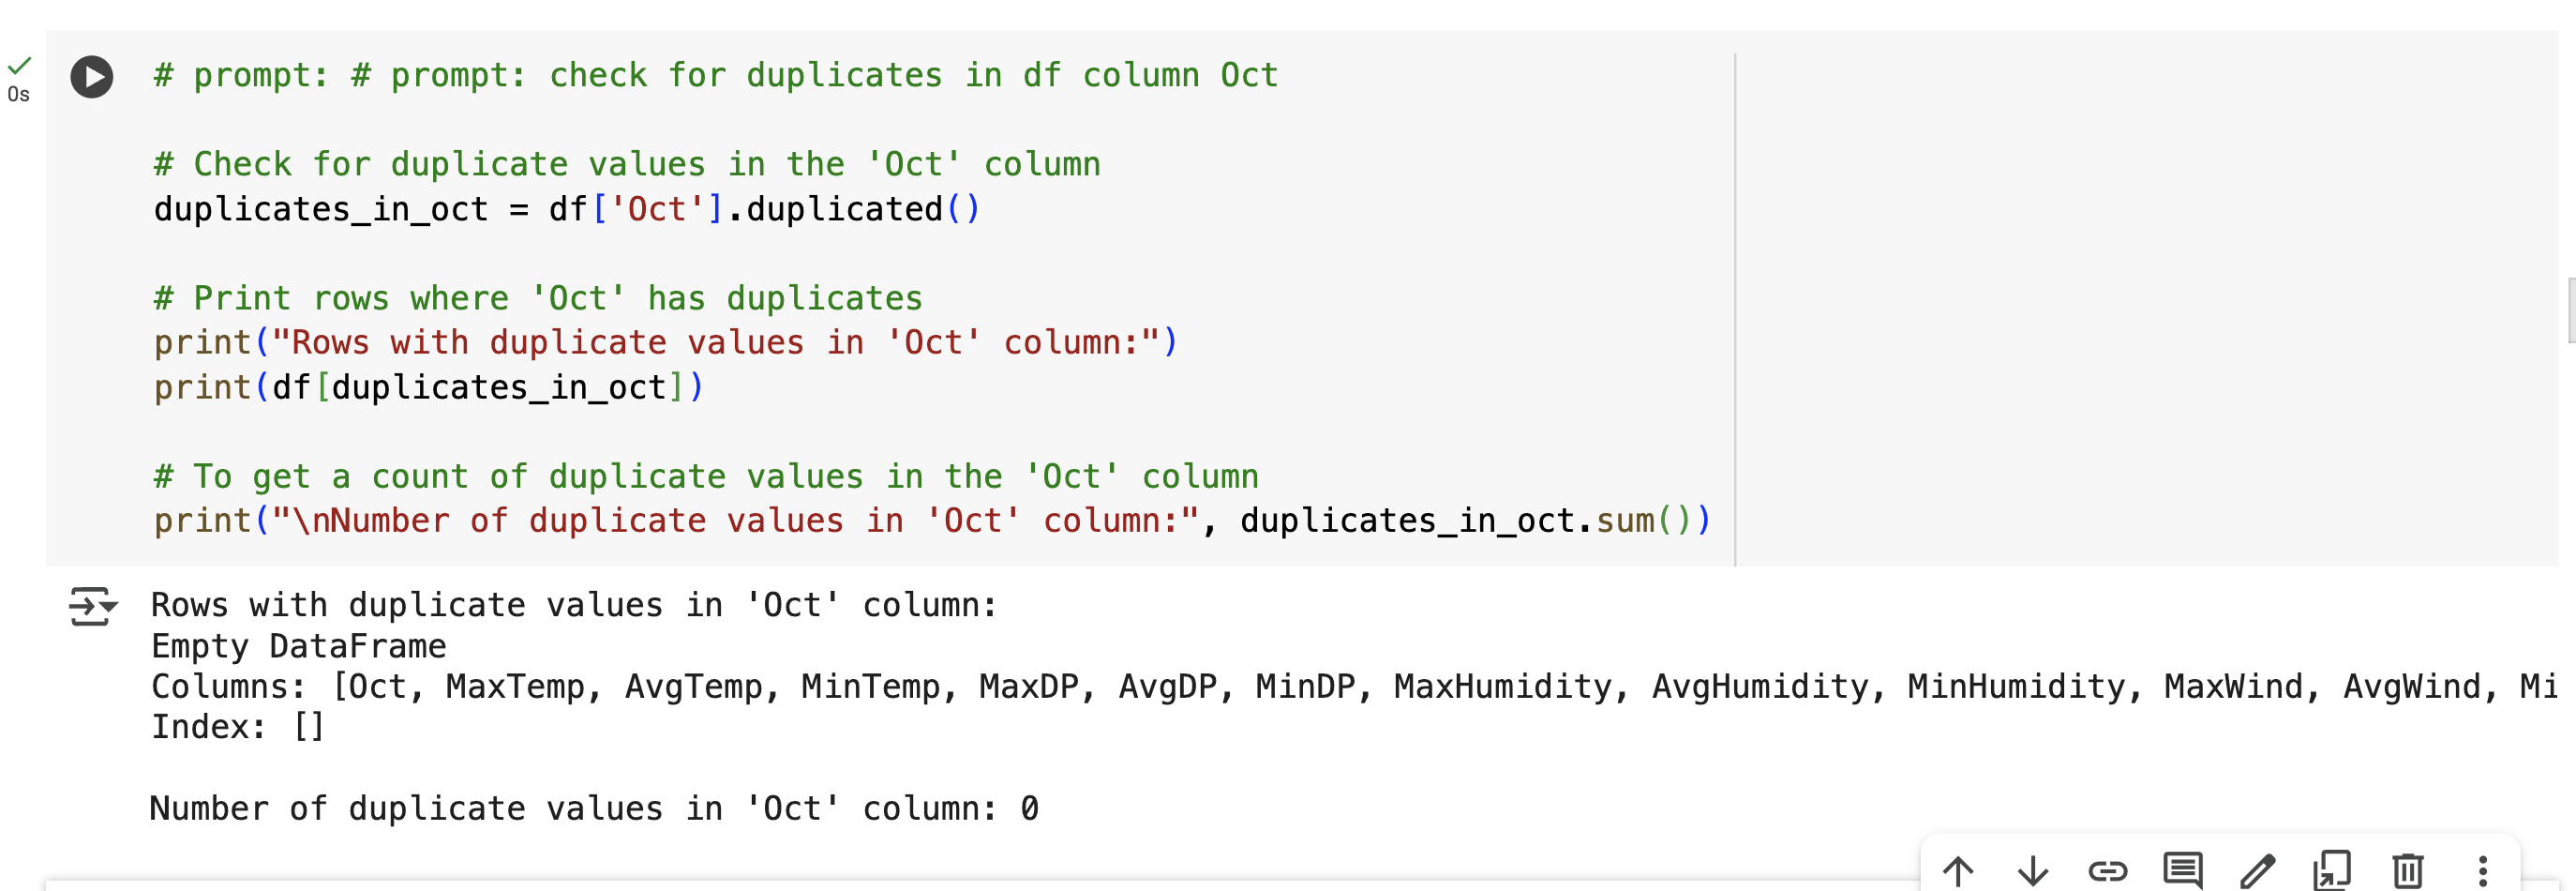 # prompt: # prompt: check for duplicates in df column Oct
0s
# Check for duplicate values in the 'Oct' column
duplicates_in_oct = df['Oct'].duplicated()
# Print rows where 'Oct' has duplicates
print("Rows with duplicate values in 'Oct' column:")
print(df[duplicates_in_oct])
# To get a count of duplicate values in the 'Oct' column
print("\nNumber of duplicate values in 'Oct' column:", duplicates_in_oct.sum())
Rows with duplicate values in 'Oct' column:
Empty DataFrame
Columns: [Oct, MaxTemp, AvgTemp, MinTemp, MaxDP, AvgDP, MinDP, MaxHumidity, AvgHumidity, MinHumidity, MaxWind, AvgWind, Mi
Index: []
Number of duplicate values in 'Oct' column: 0